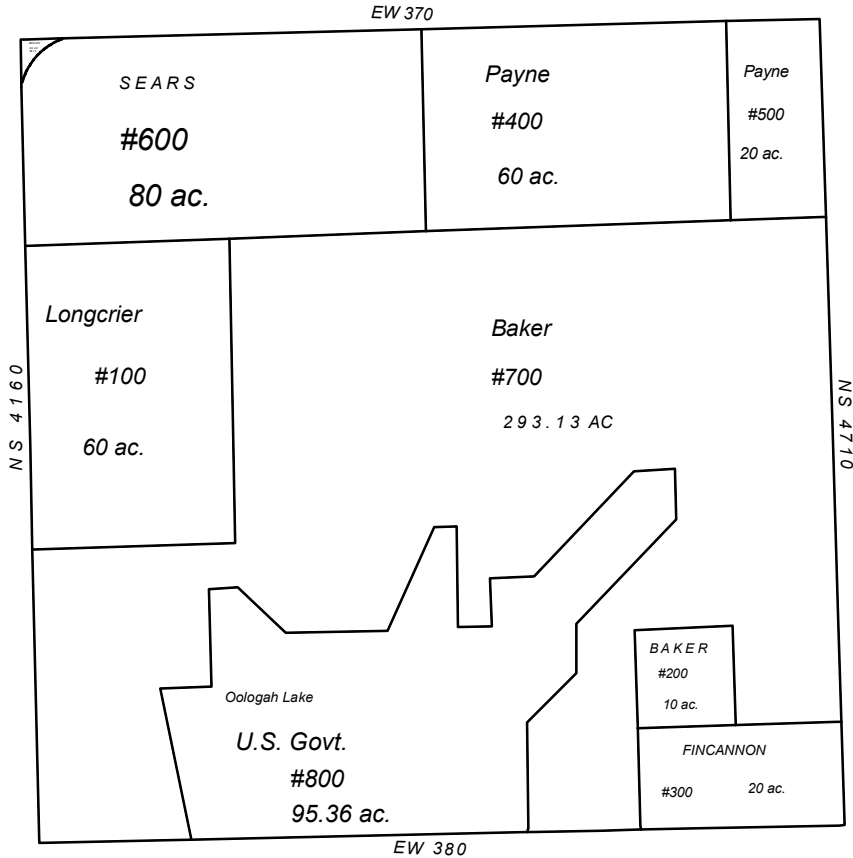 EW 370
SEARS
#600
80 ac.
Payne
#400
60 ac.
Payne
#500
20 ac.
Longcrier
#100
60 ac.
Baker
#700
293.13 AC
NS 4160
NS 4710
BAKER
#200
10 ac.
Oologah Lake
U.S. Govt.
#800
95.36 ac.
FINCANNON
#300 20 ac.
EW 380